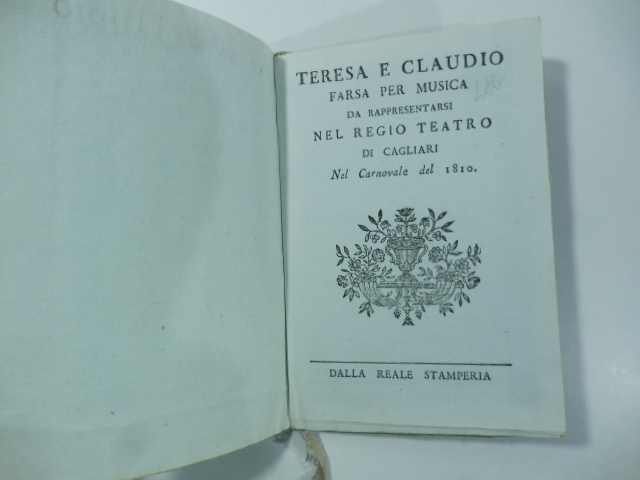 TERESA E CLAUDIO
FARSA PER MUSICA
DA RAPPRESENTARSI
NEL REGIO TEATRO
DI CAGLIARI
Nel Carnovale del 1810.
DALLA REALE STAMPERIA